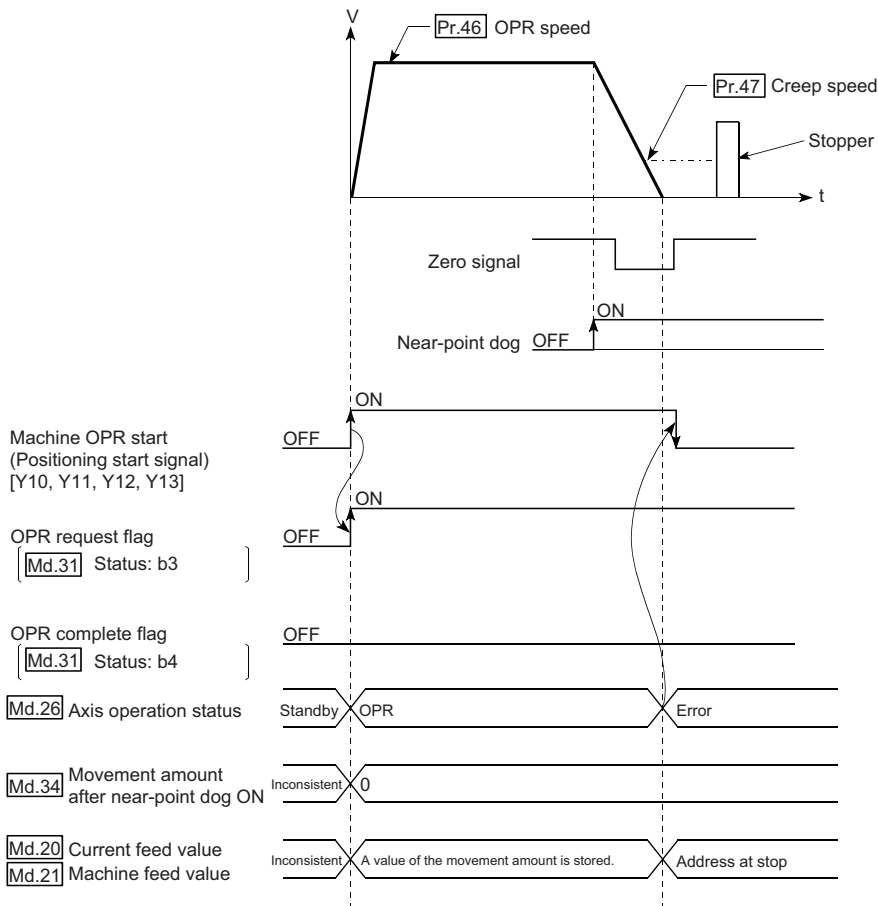 V
Pr.46 OPR speed
Pr.47 Creep speed
Stopper
t
Zero signal
ON
Near-point dog OFF
ON
Machine OPR start OFF
(Positioning start signal)
[Y10, Y11, Y12, Y13]
ON
OPR request flag OFF
Md.31 Status: b3
OPR complete flag OFF
Md.31 Status: b4
Md.26 Axis operation status Standby OPR Error
Md.34 Movement amount
after near-point dog ON Inconsistent 0
Md.20 Current feed value
Md.21 Machine feed value Inconsistent A value of the movement amount is stored. Address at stop